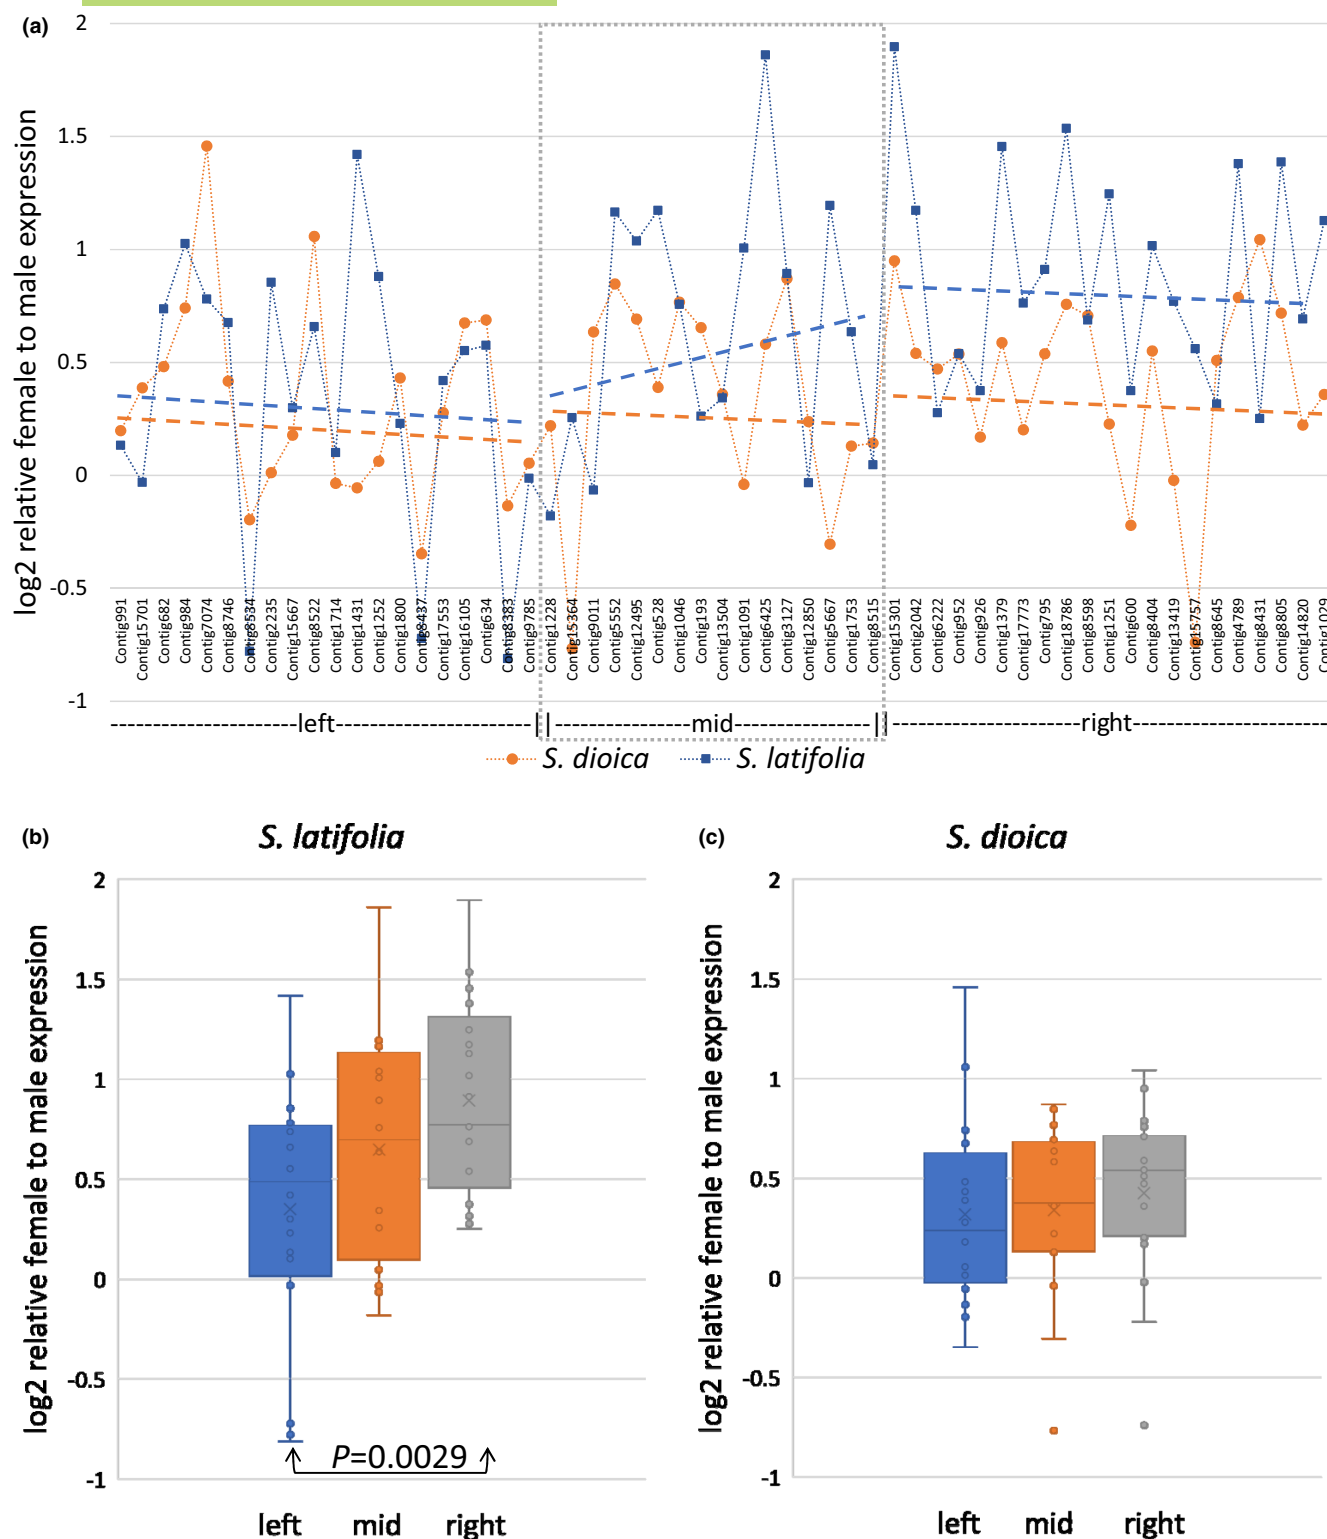 (a)
log2 relative female to male expression
2
1.5
1
0.5
0
-0.5
-1
Contig991
Contig15701
Contig682
Contig984
Contig7074
Contig8746
Contig8534
Contig2235
Contig15667
Contig8522
Contig1714
Contig1431
Contig1252
Contig1800
Contig8437
Contig17553
Contig16105
Contig634
Contig8383
Contig9785
Contig1228
Contig15364
Contig9011
Contig5552
Contig12495
Contig528
Contig1046
Contig193
Contig13504
Contig1091
Contig6425
Contig3127
Contig12850
Contig5667
Contig1753
Contig8515
Contig15301
Contig2042
Contig6222
Contig952
Contig926
Contig1379
Contig17773
Contig795
Contig18786
Contig8598
Contig1251
Contig600
Contig8404
Contig13419
Contig15757
Contig8645
Contig4789
Contig8431
Contig8805
Contig14820
Contig1029
left
mid
right
S. dioica
S. latifolia
(b)
S. latifolia
log2 relative female to male expression
2
1.5
1
0.5
0
-0.5
-1
P=0.0029
left mid right
(c)
S. dioica
log2 relative female to male expression
2
1.5
1
0.5
0
-0.5
-1
left mid right